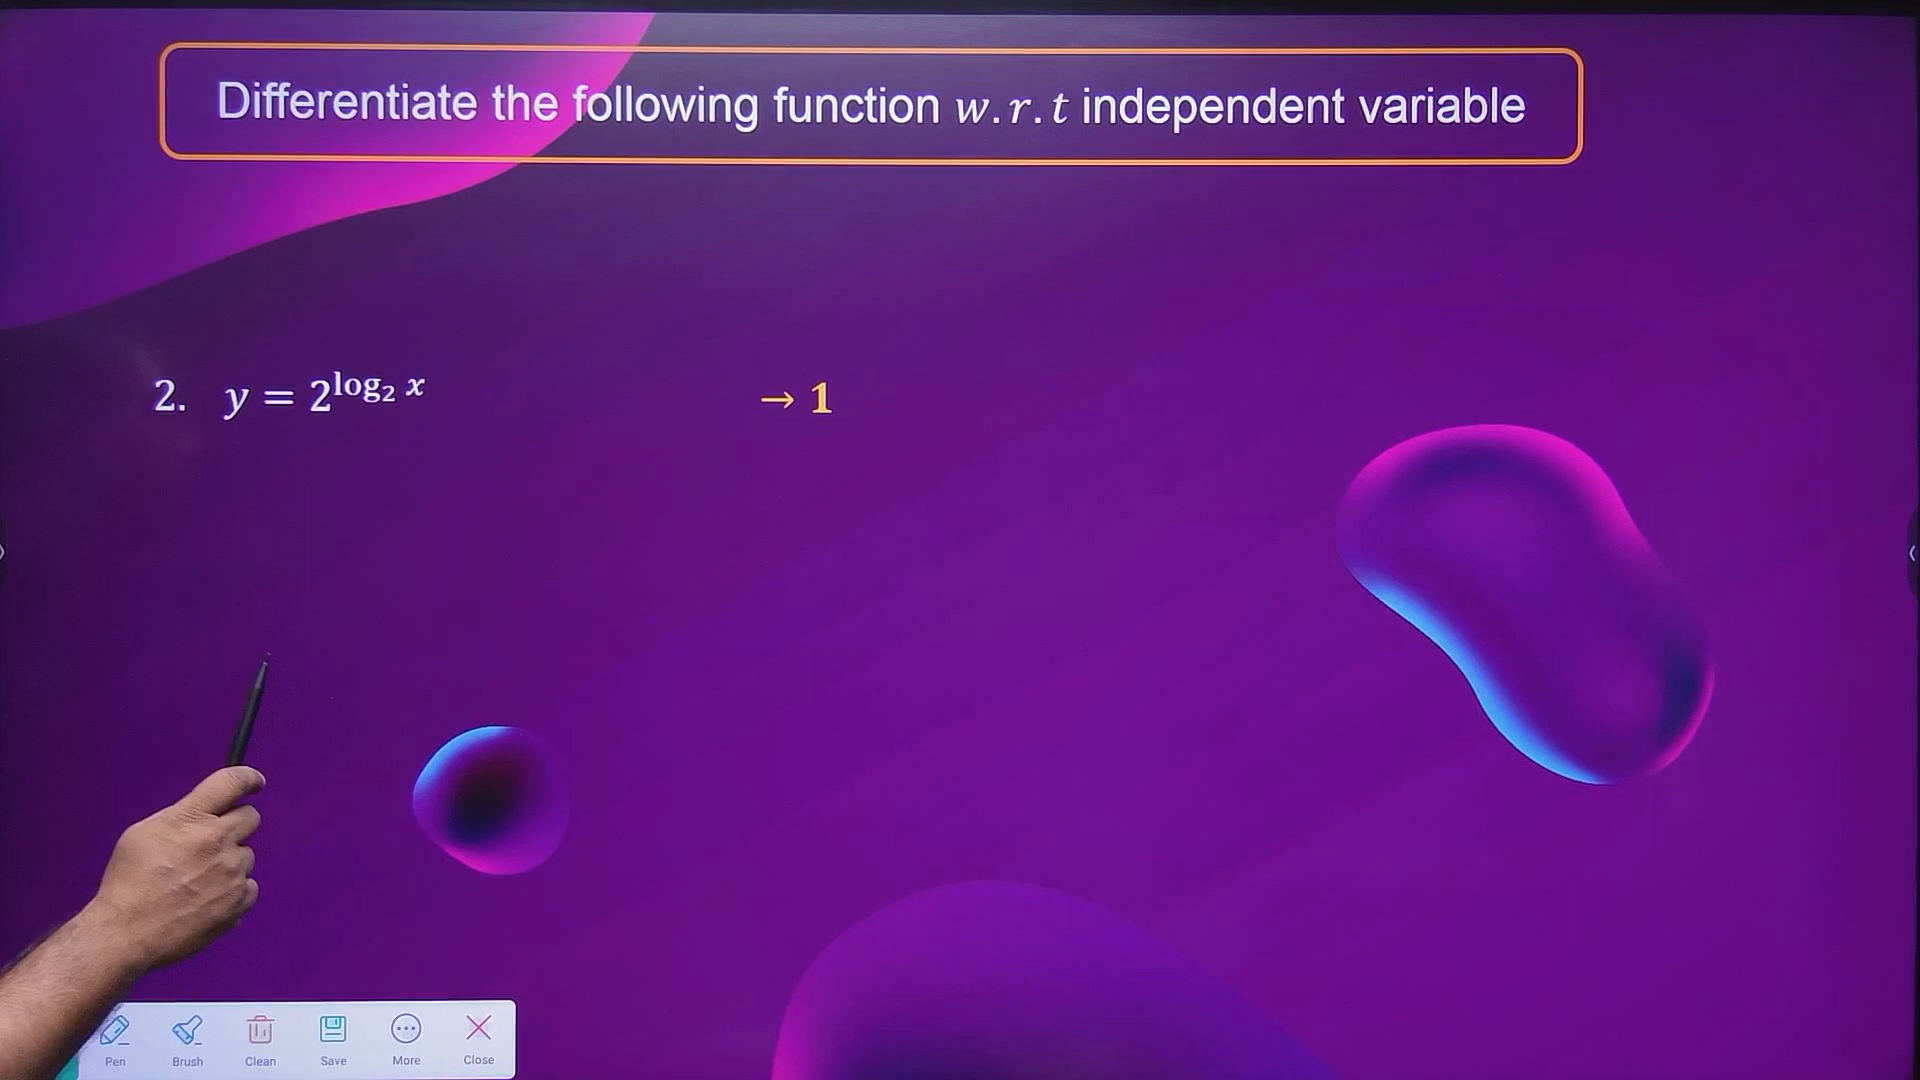 Differentiate the following function w.r.t independent variable
2. y = 2^{log₂ x} → 1
Pen Brush Clean Save More Close